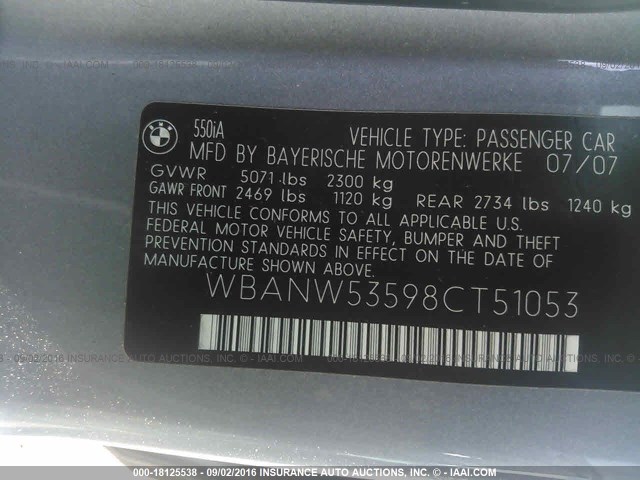 BMW
550iA
VEHICLE TYPE: PASSENGER CAR
MFD BY BAYERISCHE MOTORENWERKE 07/07
GVWR 5071 lbs 2300 kg
GAWR FRONT 2469 lbs 1120 kg REAR 2734 lbs 1240 kg
THIS VEHICLE CONFORMS TO ALL APPLICABLE U.S.
FEDERAL MOTOR VEHICLE SAFETY, BUMPER AND THEFT
PREVENTION STANDARDS IN EFFECT ON THE DATE OF
MANUFACTURE SHOWN ABOVE.
WBANW53598CT51053
000-18125538 - 09/02/2016 INSURANCE AUTO AUCTIONS, INC. - IAAI.COM